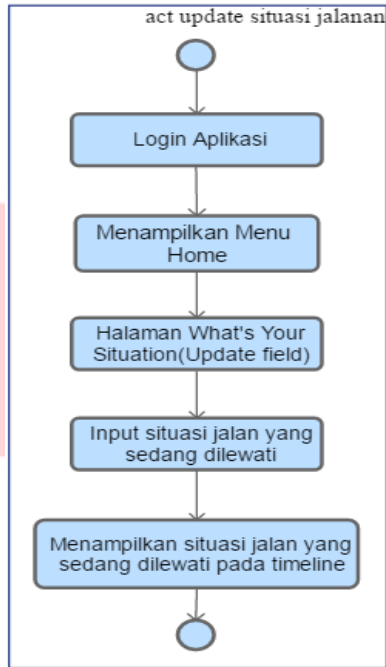 act update situasi jalanan
Login Aplikasi
Menampilkan Menu
Home
Halaman What's Your
Situation(Update field)
Input situasi jalan yang
sedang dilewati
Menampilkan situasi jalan yang
sedang dilewati pada timeline